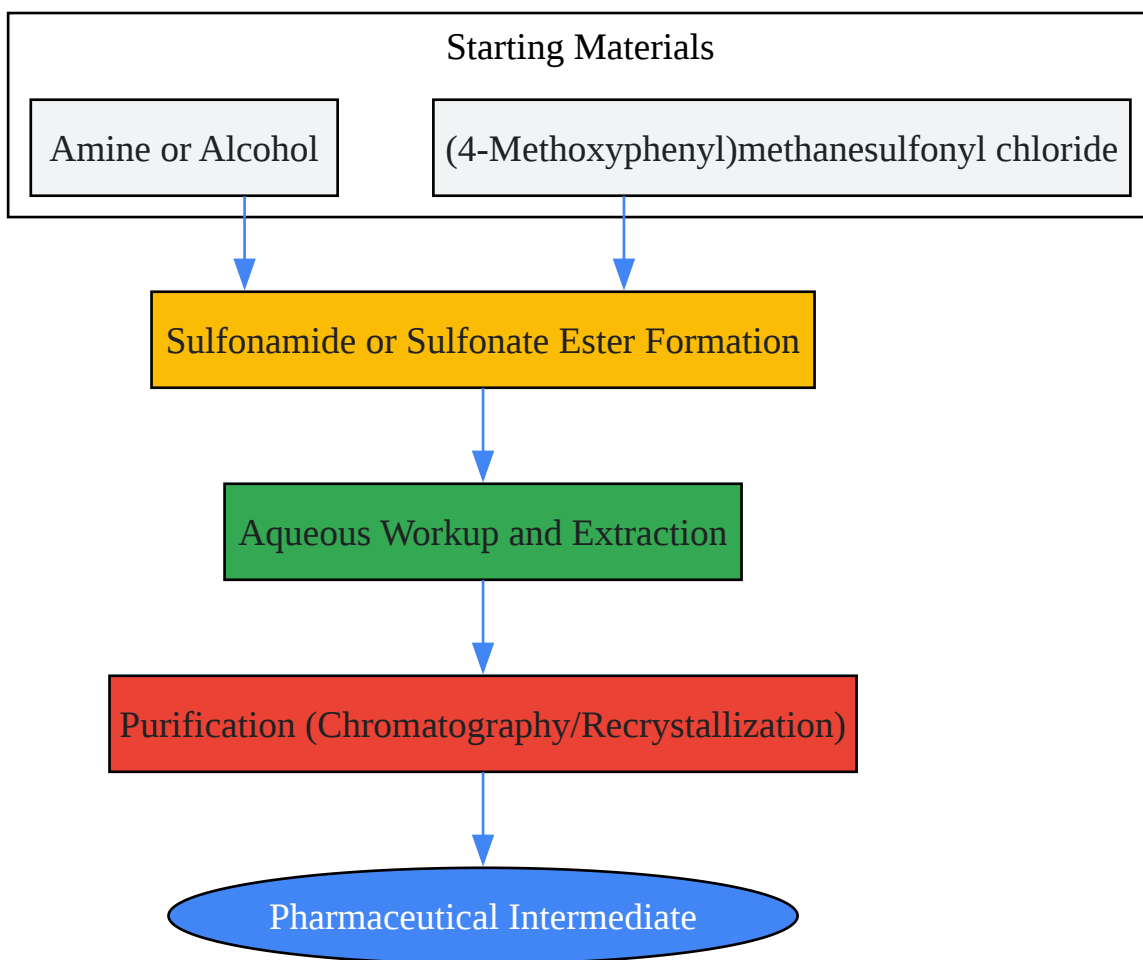 Starting Materials
Amine or Alcohol
(4-Methoxyphenyl)methanesulfonyl chloride
Sulfonamide or Sulfonate Ester Formation
Aqueous Workup and Extraction
Purification (Chromatography/Recrystallization)
Pharmaceutical Intermediate